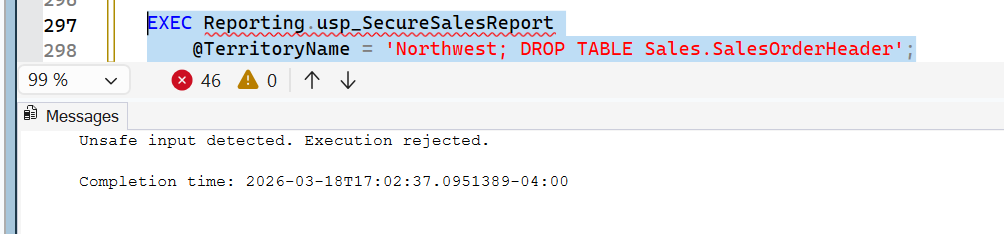 296
297 EXEC Reporting.usp_SecureSalesReport
298 @TerritoryName = 'Northwest; DROP TABLE Sales.SalesOrderHeader';
99 % 46 0
Messages
Unsafe input detected. Execution rejected.
Completion time: 2026-03-18T17:02:37.0951389-04:00